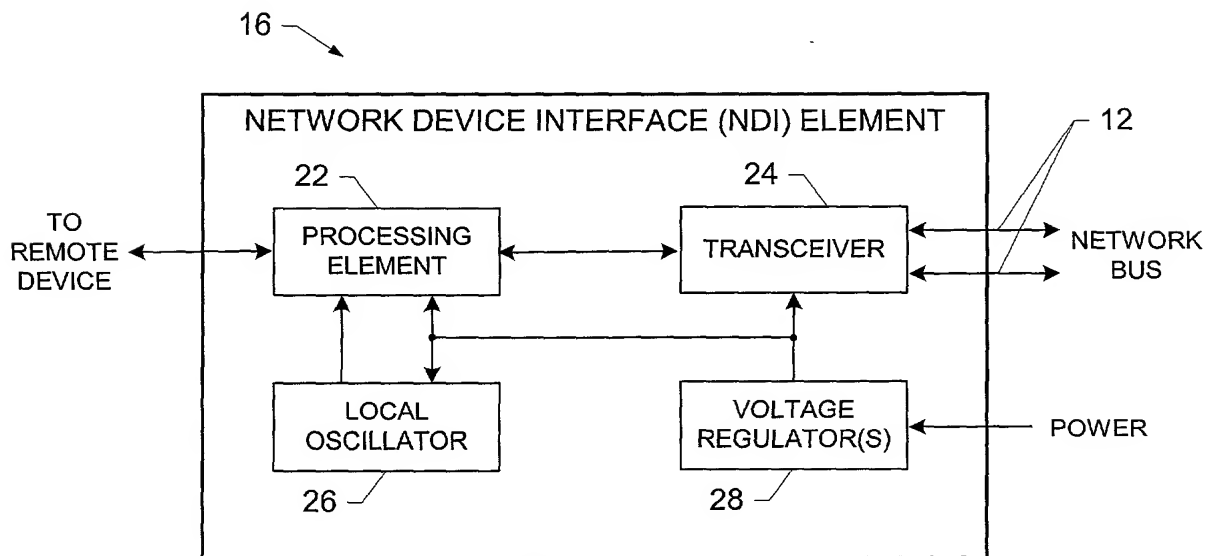 16
NETWORK DEVICE INTERFACE (NDI) ELEMENT
12
22
24
TO
REMOTE
DEVICE
PROCESSING
ELEMENT
TRANSCEIVER
NETWORK
BUS
LOCAL
OSCILLATOR
VOLTAGE
REGULATOR(S)
POWER
26
28